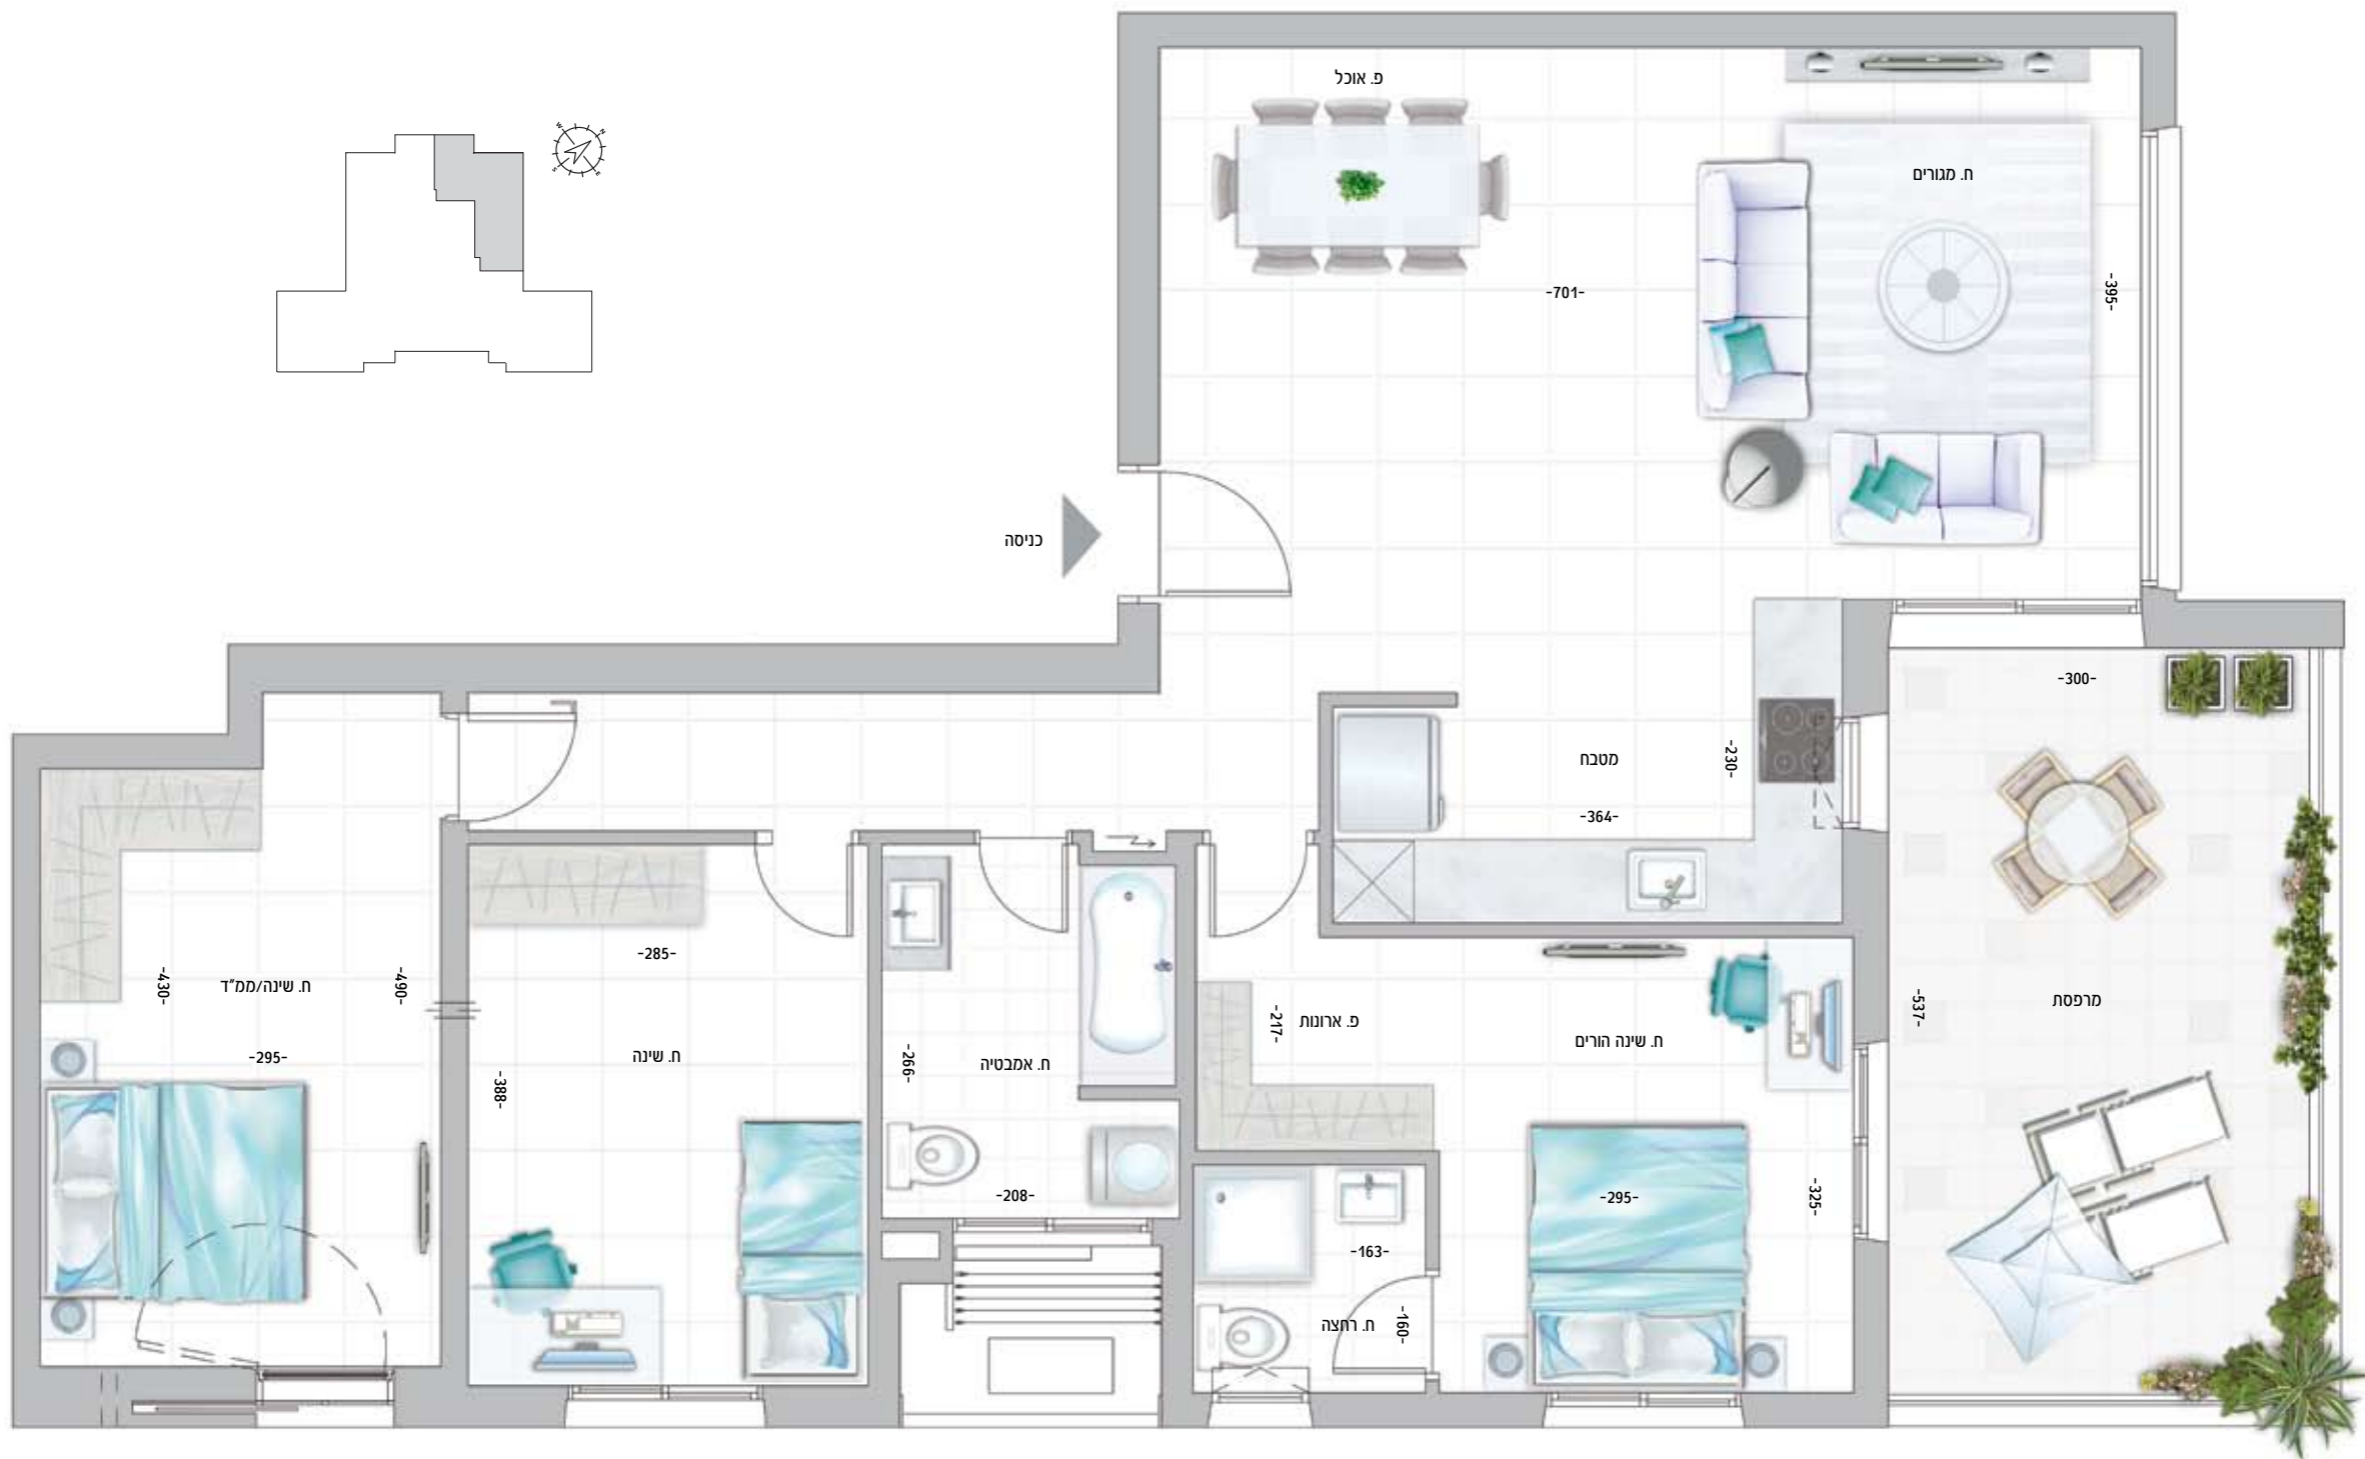 פ. אוכל
ח. מגורים
-701-
-395-
כניסה
-300-
מטבח
-230-
-364-
ח. שינה/ממ"ד
-430-
-490-
-295-
-285-
ח. שינה
-388-
ח. אמבטיה
-266-
-208-
פ. ארונות
-217-
ח. שינה הורים
-295-
-325-
-163-
ח. רחצה
-160-
מרפסת
-537-
W
N
S
E